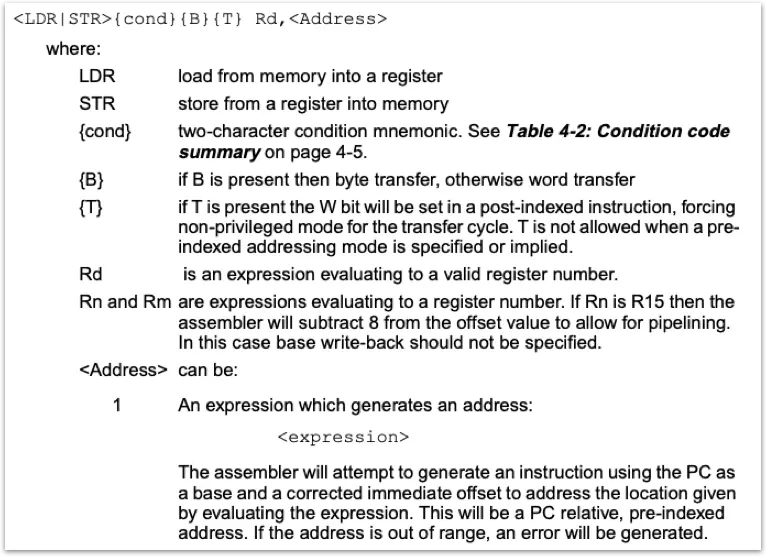 <LDR|STR>{cond}{B}{T} Rd,<Address>
where:
LDR load from memory into a register
STR store from a register into memory
{cond} two-character condition mnemonic. See Table 4-2: Condition code
summary on page 4-5.
{B} if B is present then byte transfer, otherwise word transfer
{T} if T is present the W bit will be set in a post-indexed instruction, forcing
non-privileged mode for the transfer cycle. T is not allowed when a pre-
indexed addressing mode is specified or implied.
Rd is an expression evaluating to a valid register number.
Rn and Rm are expressions evaluating to a register number. If Rn is R15 then the
assembler will subtract 8 from the offset value to allow for pipelining.
In this case base write-back should not be specified.
<Address> can be:
1 An expression which generates an address:
<expression>
The assembler will attempt to generate an instruction using the PC as
a base and a corrected immediate offset to address the location given
by evaluating the expression. This will be a PC relative, pre-indexed
address. If the address is out of range, an error will be generated.